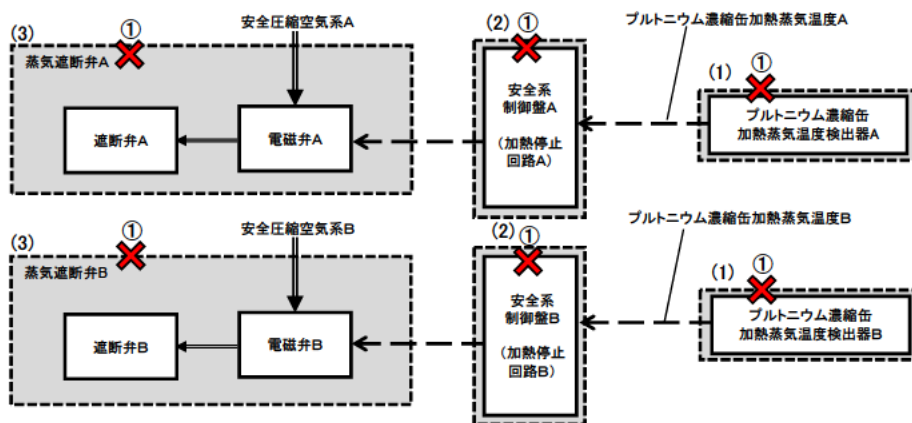 (3)
①
安全圧縮空気系A
蒸気遮断弁A
遮断弁A
電磁弁A
(2)
①
安全系
制御盤A
(加熱停止
回路A)
プルトニウム濃縮缶加熱蒸気温度A
(1)
①
プルトニウム濃縮缶
加熱蒸気温度検出器A
(3)
①
安全圧縮空気系B
蒸気遮断弁B
遮断弁B
電磁弁B
(2)
①
安全系
制御盤B
(加熱停止
回路B)
プルトニウム濃縮缶加熱蒸気温度B
(1)
①
プルトニウム濃縮缶
加熱蒸気温度検出器B